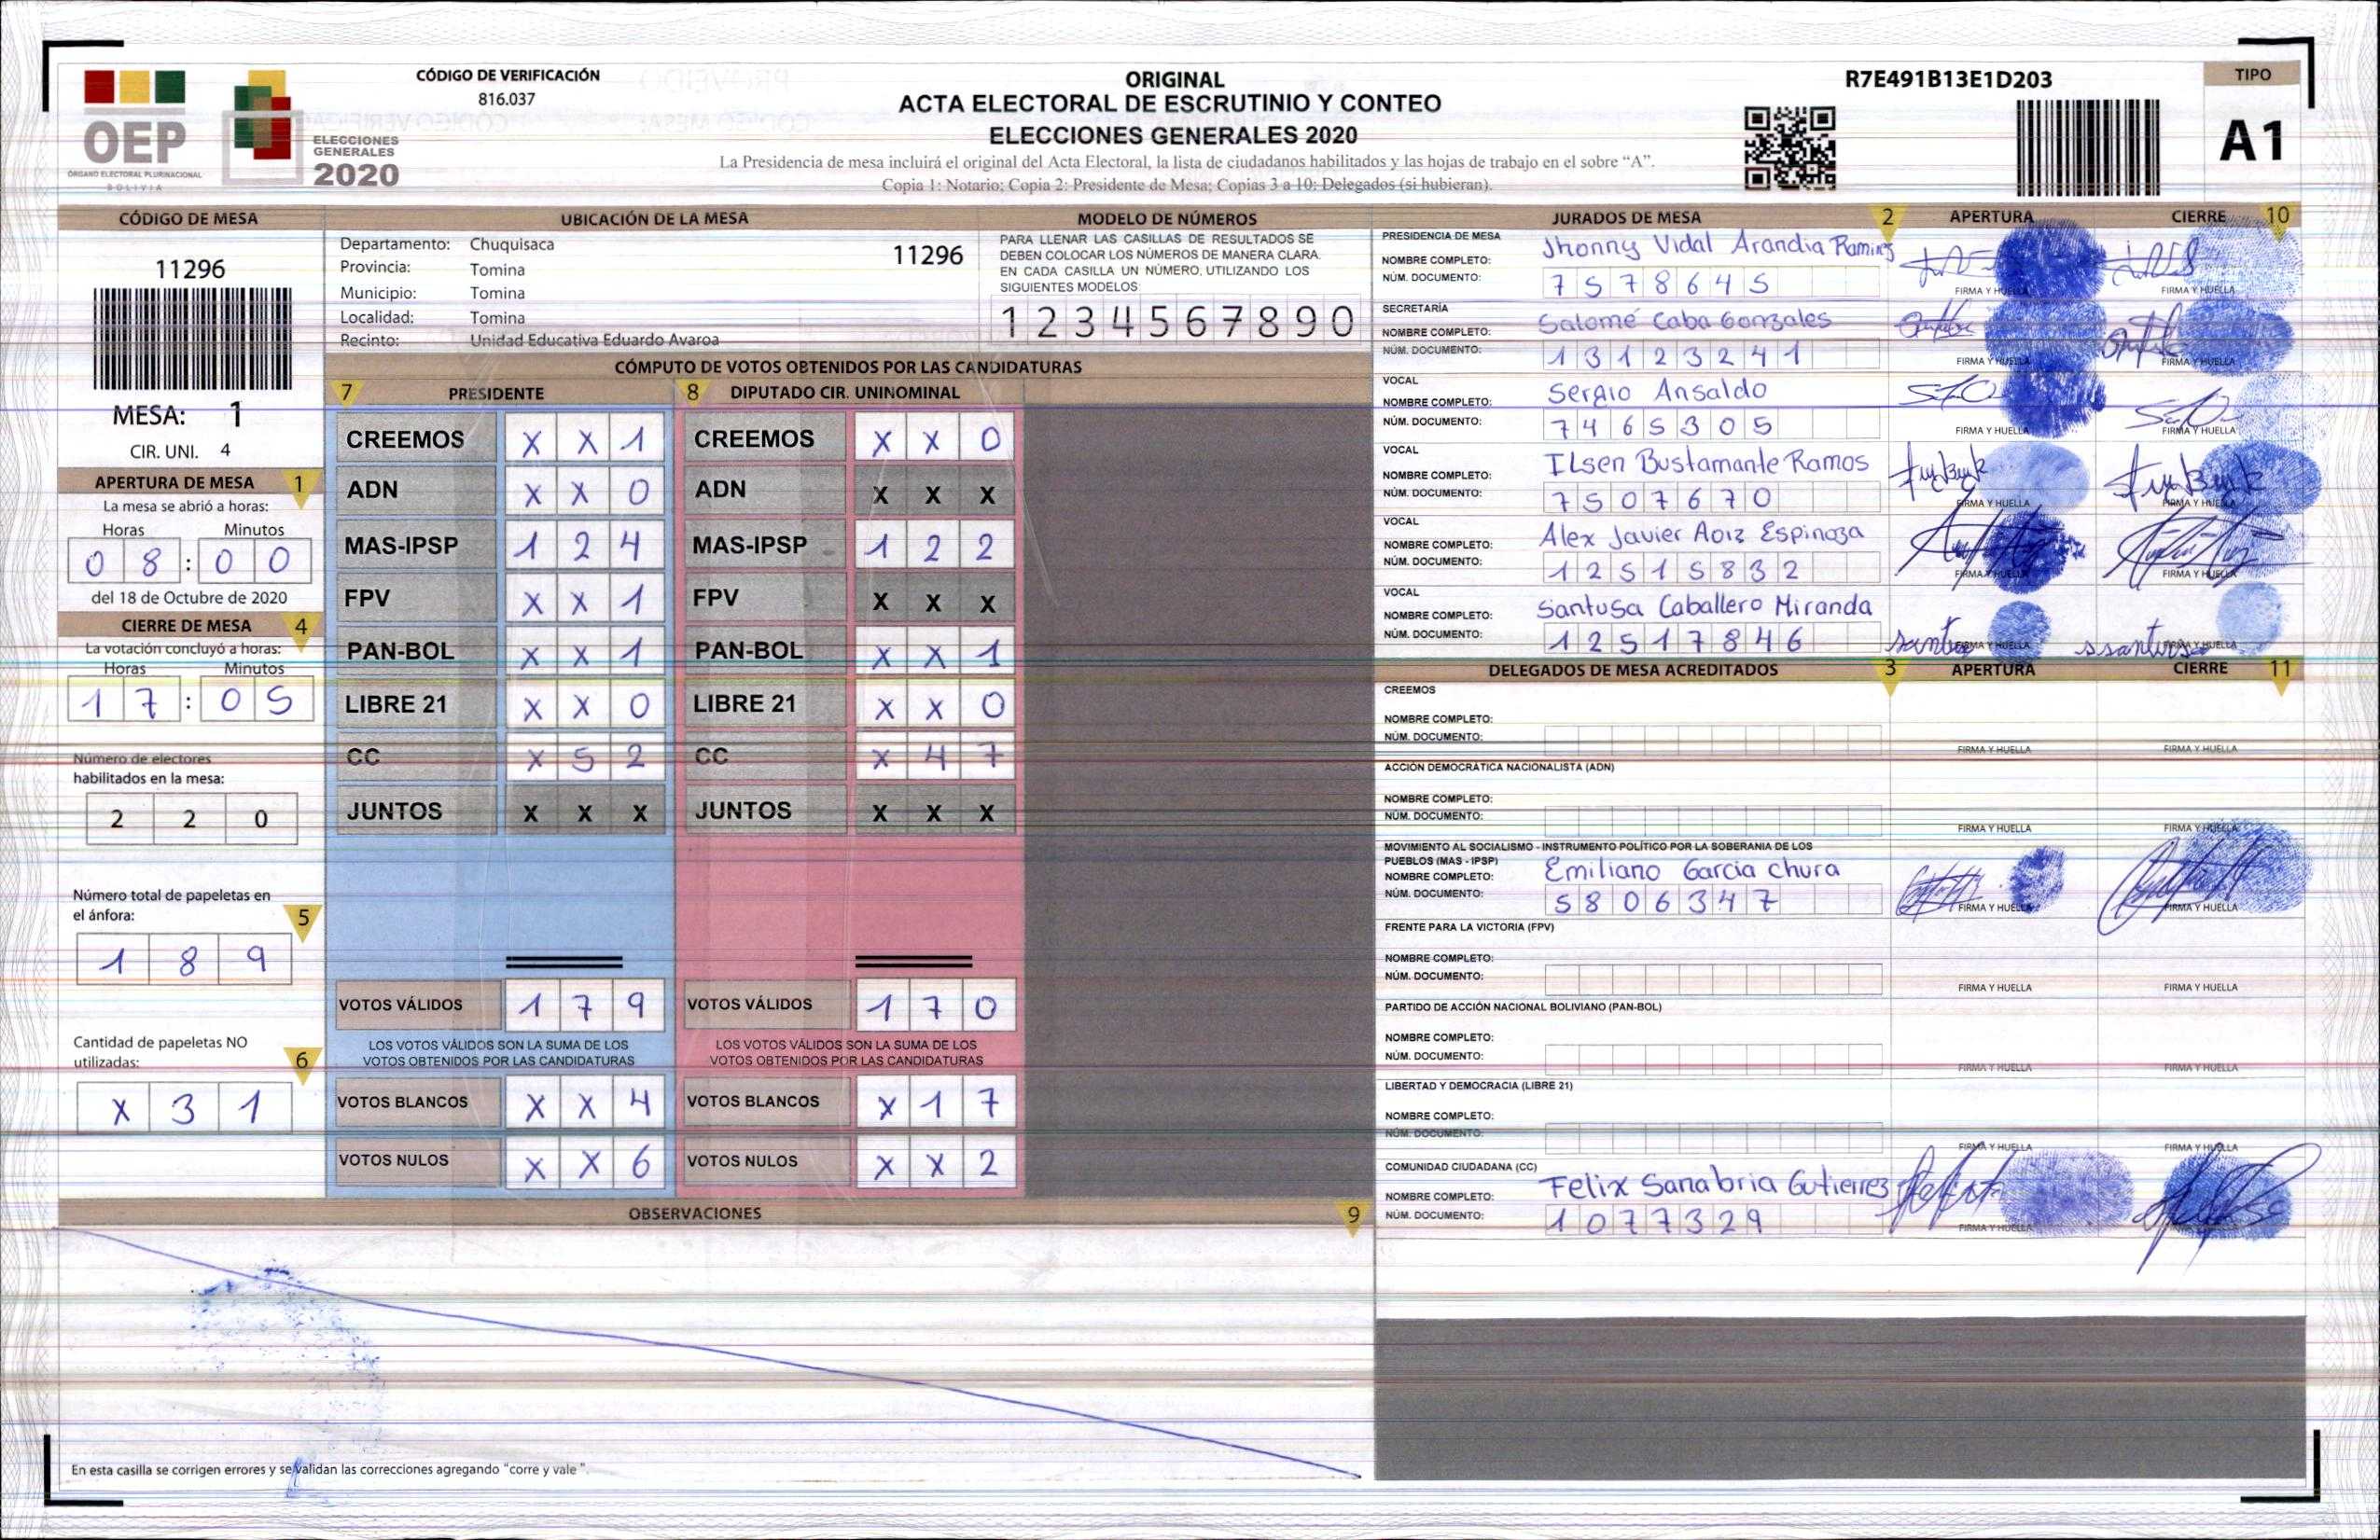 CÓDIGO DE VERIFICACIÓN
816.037
OEP
ÓRGANO ELECTORAL PLURINACIONAL
BOLIVIA
ELECCIONES
GENERALES
2020
ORIGINAL
ACTA ELECTORAL DE ESCRUTINIO Y CONTEO
ELECCIONES GENERALES 2020
La Presidencia de mesa incluirá el original del Acta Electoral, la lista de ciudadanos habilitados y las hojas de trabajo en el sobre “A”.
Copia 1: Notario; Copia 2: Presidente de Mesa; Copias 3 a 10: Delegados (si hubieran).
R7E491B13E1D203
TIPO
A1
CÓDIGO DE MESA
11296
MESA: 1
CIR. UNI. 4
APERTURA DE MESA 1
La mesa se abrió a horas:
Horas Minutos
0 8 : 0 0
del 18 de Octubre de 2020
CIERRE DE MESA 4
La votación concluyó a horas:
Horas Minutos
1 7 : 0 5
Número de electores
habilitados en la mesa:
2 2 0
Número total de papeletas en
el ánfora: 5
1 8 9
Cantidad de papeletas NO
utilizadas: 6
X 3 1
UBICACIÓN DE LA MESA
Departamento: Chuquisaca 11296
Provincia: Tomina
Municipio: Tomina
Localidad: Tomina
Recinto: Unidad Educativa Eduardo Avaroa
MODELO DE NÚMEROS
PARA LLENAR LAS CASILLAS DE RESULTADOS SE
DEBEN COLOCAR LOS NÚMEROS DE MANERA CLARA.
EN CADA CASILLA UN NÚMERO, UTILIZANDO LOS
SIGUIENTES MODELOS:
1 2 3 4 5 6 7 8 9 0
CÓMPUTO DE VOTOS OBTENIDOS POR LAS CANDIDATURAS
7 PRESIDENTE 8 DIPUTADO CIR. UNINOMINAL
CREEMOS X X 1 CREEMOS X X 0
ADN X X 0 ADN X X X
MAS-IPSP 1 2 4 MAS-IPSP 1 2 2
FPV X X 1 FPV X X X
PAN-BOL X X 1 PAN-BOL X X 1
LIBRE 21 X X 0 LIBRE 21 X X 0
CC X 5 2 CC X 4 7
JUNTOS X X X JUNTOS X X X
VOTOS VÁLIDOS 1 7 9 VOTOS VÁLIDOS 1 7 0
LOS VOTOS VÁLIDOS SON LA SUMA DE LOS LOS VOTOS VÁLIDOS SON LA SUMA DE LOS
VOTOS OBTENIDOS POR LAS CANDIDATURAS VOTOS OBTENIDOS POR LAS CANDIDATURAS
VOTOS BLANCOS X X 4 VOTOS BLANCOS X 1 7
VOTOS NULOS X X 6 VOTOS NULOS X X 2
OBSERVACIONES 9
En esta casilla se corrigen errores y se validan las correcciones agregando “corre y vale”.
JURADOS DE MESA 2 APERTURA CIERRE 10
PRESIDENCIA DE MESA
NOMBRE COMPLETO: Jhonny Vidal Arandia Ramires
NÚM. DOCUMENTO: 7 5 7 8 6 4 5
FIRMA Y HUELLA FIRMA Y HUELLA
SECRETARÍA
NOMBRE COMPLETO: Salomé Caba Gonzales
NÚM. DOCUMENTO: 1 3 1 2 3 2 4 1
FIRMA Y HUELLA FIRMA Y HUELLA
VOCAL
NOMBRE COMPLETO: Sergio Ansaldo
NÚM. DOCUMENTO: 7 4 6 5 3 0 5
FIRMA Y HUELLA FIRMA Y HUELLA
VOCAL
NOMBRE COMPLETO: Ilsen Bustamante Ramos
NÚM. DOCUMENTO: 7 5 0 7 6 7 0
FIRMA Y HUELLA FIRMA Y HUELLA
VOCAL
NOMBRE COMPLETO: Alex Javier Aoiz Espinoza
NÚM. DOCUMENTO: 1 2 5 1 5 8 3 2
FIRMA Y HUELLA FIRMA Y HUELLA
VOCAL
NOMBRE COMPLETO: Santusa Caballero Miranda
NÚM. DOCUMENTO: 1 2 5 1 7 8 4 6
FIRMA Y HUELLA FIRMA Y HUELLA
DELEGADOS DE MESA ACREDITADOS 3 APERTURA CIERRE 11
CREEMOS
NOMBRE COMPLETO:
NÚM. DOCUMENTO:
FIRMA Y HUELLA FIRMA Y HUELLA
ACCIÓN DEMOCRÁTICA NACIONALISTA (ADN)
NOMBRE COMPLETO:
NÚM. DOCUMENTO:
FIRMA Y HUELLA FIRMA Y HUELLA
MOVIMIENTO AL SOCIALISMO - INSTRUMENTO POLÍTICO POR LA SOBERANIA DE LOS
PUEBLOS (MAS - IPSP)
NOMBRE COMPLETO: Emiliano Garcia chura
NÚM. DOCUMENTO: 5 8 0 6 3 4 7
FIRMA Y HUELLA FIRMA Y HUELLA
FRENTE PARA LA VICTORIA (FPV)
NOMBRE COMPLETO:
NÚM. DOCUMENTO:
FIRMA Y HUELLA FIRMA Y HUELLA
PARTIDO DE ACCIÓN NACIONAL BOLIVIANO (PAN-BOL)
NOMBRE COMPLETO:
NÚM. DOCUMENTO:
FIRMA Y HUELLA FIRMA Y HUELLA
LIBERTAD Y DEMOCRACIA (LIBRE 21)
NOMBRE COMPLETO:
NÚM. DOCUMENTO:
FIRMA Y HUELLA FIRMA Y HUELLA
COMUNIDAD CIUDADANA (CC)
NOMBRE COMPLETO: Felix Sanabria Gutierres
NÚM. DOCUMENTO: 1 0 7 7 3 2 9
FIRMA Y HUELLA